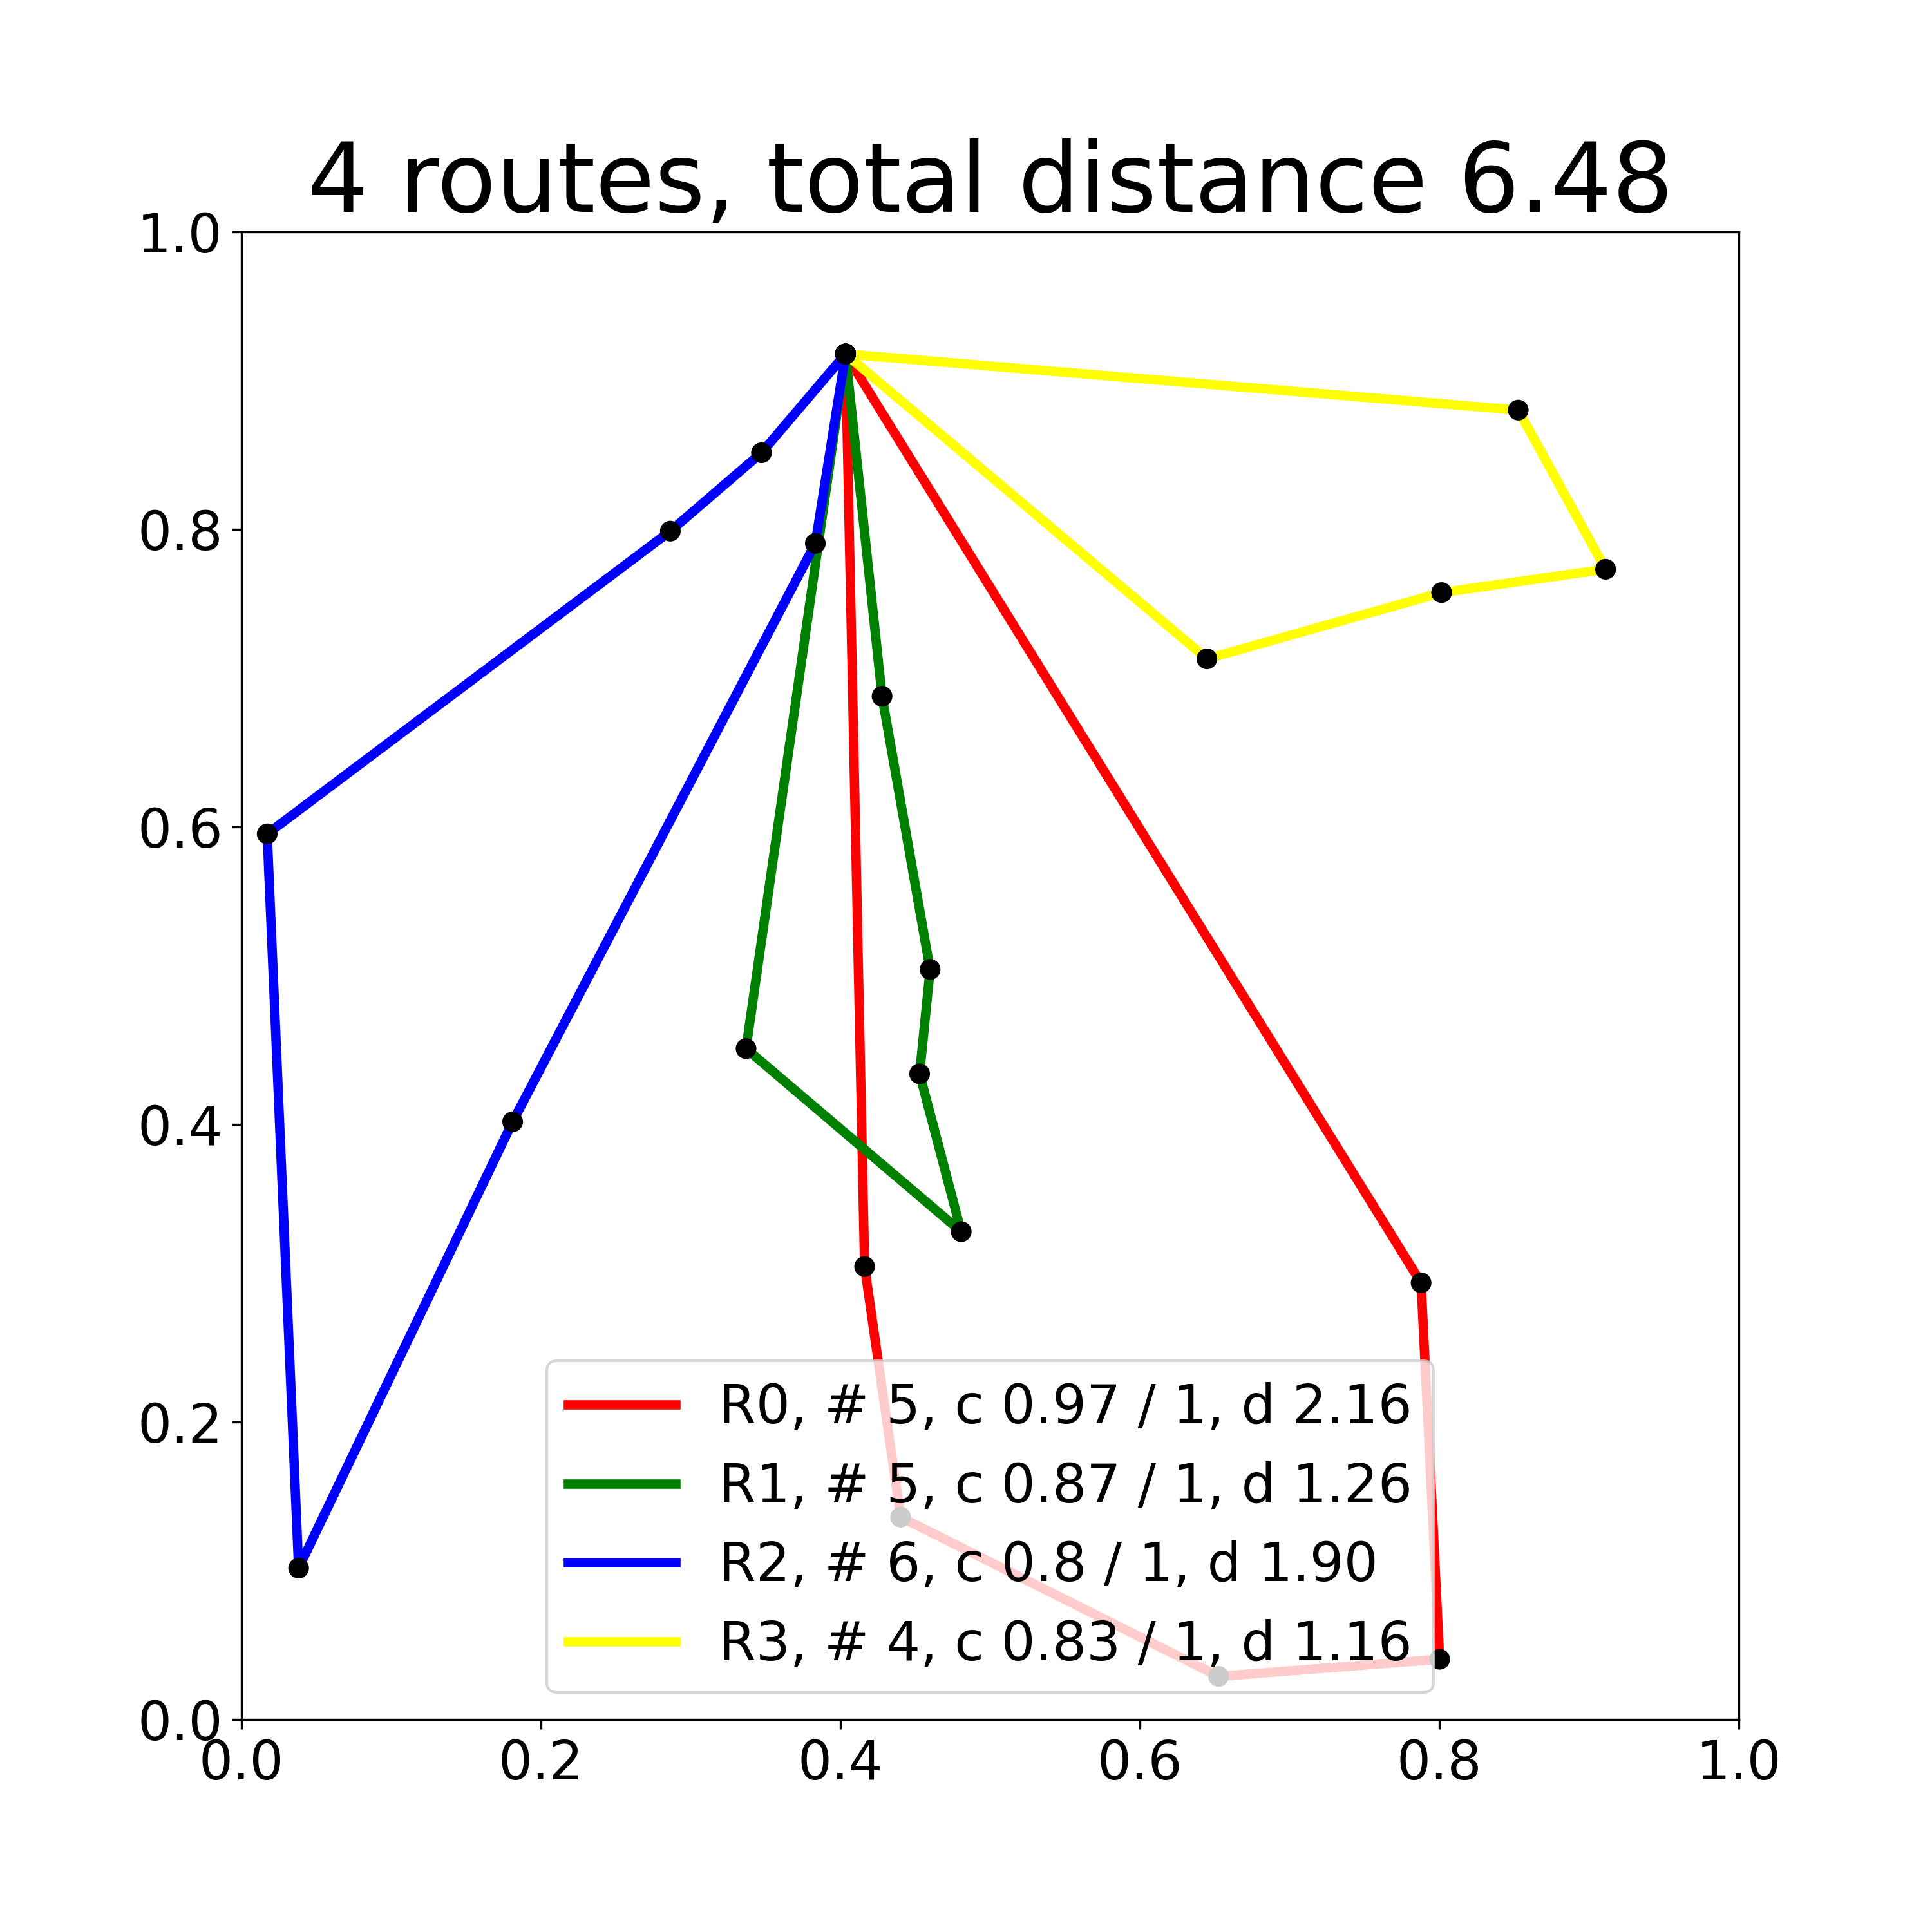 4 routes, total distance 6.48
1.0
0.8
0.6
0.4
0.2
0.0
0.0 0.2 0.4 0.6 0.8 1.0
R0, # 5, c 0.97 / 1, d 2.16
R1, # 5, c 0.87 / 1, d 1.26
R2, # 6, c 0.8 / 1, d 1.90
R3, # 4, c 0.83 / 1, d 1.16